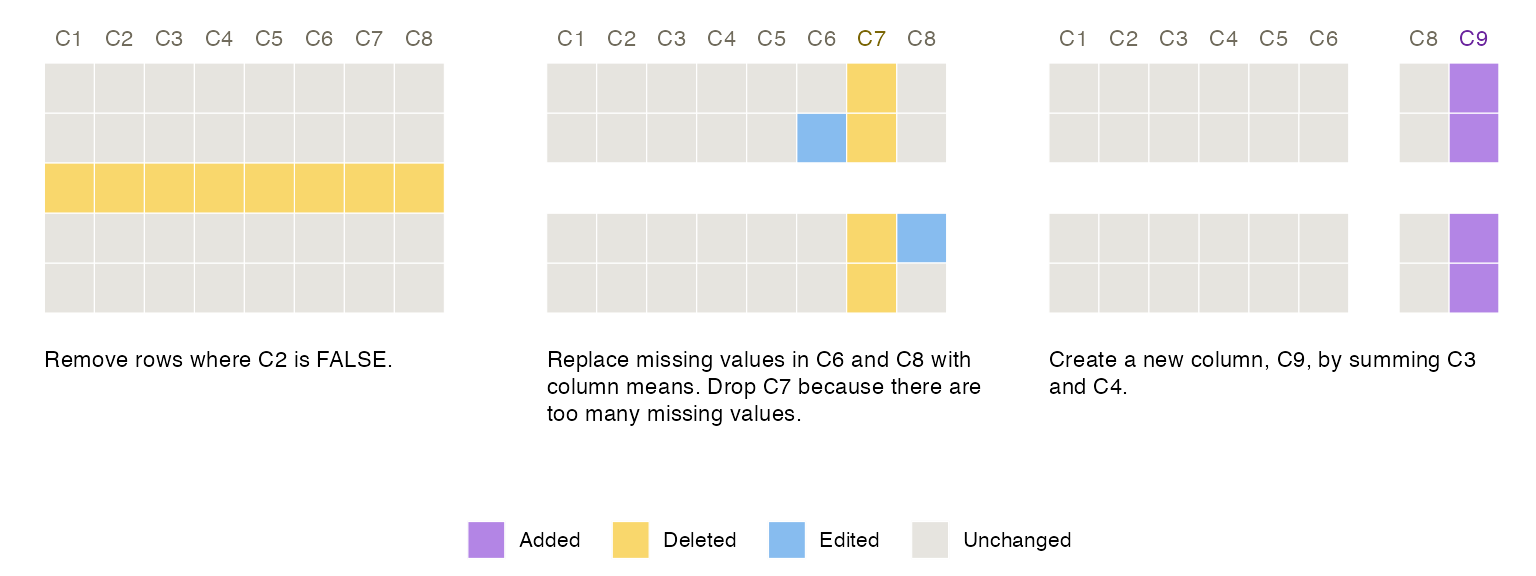 C1 C2 C3 C4 C5 C6 C7 C8
C1 C2 C3 C4 C5 C6 C7 C8
C1 C2 C3 C4 C5 C6 C8 C9
Remove rows where C2 is FALSE.
Replace missing values in C6 and C8 with
column means. Drop C7 because there are
too many missing values.
Create a new column, C9, by summing C3
and C4.
Added
Deleted
Edited
Unchanged